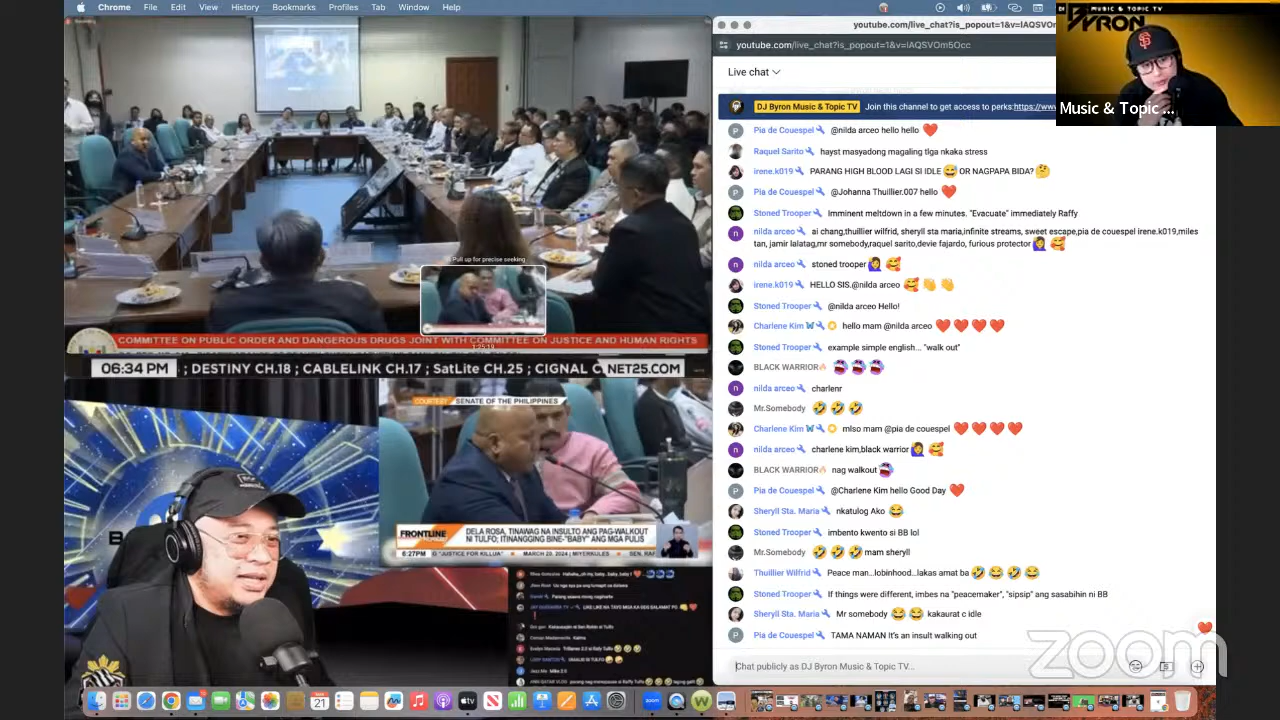 Chrome File Edit View History Bookmarks Profiles Tab Window Help
youtube.com/live_chat?is_popout=1&v=IAQSVOm5Occ
youtube.com/live_chat?is_popout=1&v=IAQSVOm5Occ
Live chat
DJ Byron Music & Topic TV Join this channel to get access to perks:
MUSIC & TOPIC TV
BYRON
Music & Topic ...
Pia de Couespel @nilda arceo hello hello
Raquel Sarito hayst masyadong magaling tlga nkaka stress
irene.k019 PARANG HIGH BLOOD LAGI SI IDLE OR NAGPAPA BIDA?
Pia de Couespel @Johanna Thuillier.007 hello
Stoned Trooper imminent meltdown in a few minutes. "Evacuate" immediately Raffy
nilda arceo ai chang,thuillier wilfrid, sheryll sta maria,infinite streams, sweet escape,pia de couespel irene.k019,miles
tan, jamir lalatag,mr somebody,raquel sarito,devie fajardo, furious protector
nilda arceo stoned trooper
irene.k019 HELLO SIS.@nilda arceo
Stoned Trooper @nilda arceo Hello!
Charlene Kim hello mam @nilda arceo
Stoned Trooper example simple english... "walk out"
BLACK WARRIOR
nilda arceo charlenr
Mr.Somebody
Charlene Kim mlso mam @pia de couespel
nilda arceo charlene kim,black warrior
BLACK WARRIOR nag walkout
Pia de Couespel @Charlene Kim hello Good Day
Sheryll Sta. Maria nkatulog Ako
Stoned Trooper imbento kwento si BB lol
Mr.Somebody mam sheryll
Thuillier Wilfrid Peace man...lobinhood...lakas amat ba
Stoned Trooper If things were different, imbes na "peacemaker", "sipsip" ang sasabihin ni BB
Sheryll Sta. Maria Mr somebody kakaurat c idle
Pia de Couespel TAMA NAMAN It's an insult walking out
Chat publicly as DJ Byron Music & Topic TV...
zoom
Pull up for precise seeking
1:25:19
COMMITTEE ON PUBLIC ORDER AND DANGEROUS DRUGS JOINT WITH COMMITTEE ON JUSTICE AND HUMAN RIGHTS
06:34 PM , DESTINY CH.18 ; CABLELINK CH.17 ; SatLite CH.25 ; CIGNAL C NET25.COM
COURTESY SENATE OF THE PHILIPPINES
FRONTLINE DELA ROSA, TINAWAG NA INSULTO ANG PAG-WALKOUT
NI TULFO; ITINANGGING BINE-"BABY" ANG MGA PULIS
6:27PM "JUSTICE FOR KILLUA" MARCH 20, 2024 | MIYERKULES
B